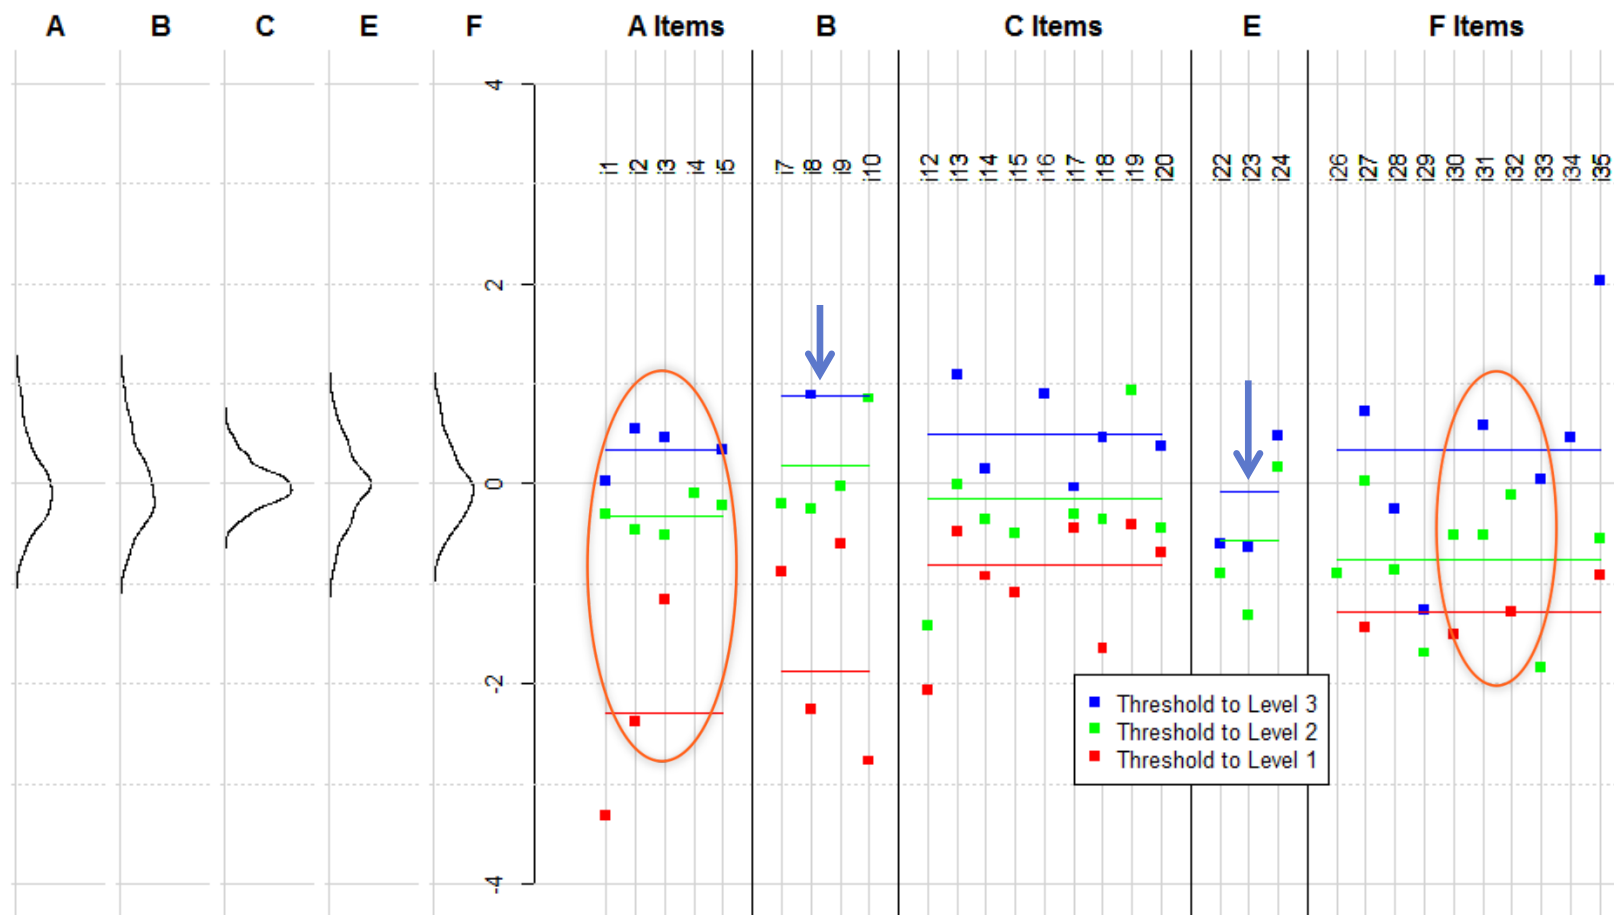 A B C E F A Items B C Items E F Items
4
i1 i2 i3 i4 i5 i7 i8 i9 i10 i12 i13 i14 i15 i16 i17 i18 i19 i20 i22 i23 i24 i26 i27 i28 i29 i30 i31 i32 i33 i34 i35
2
0
-2
Threshold to Level 3
Threshold to Level 2
Threshold to Level 1
-4